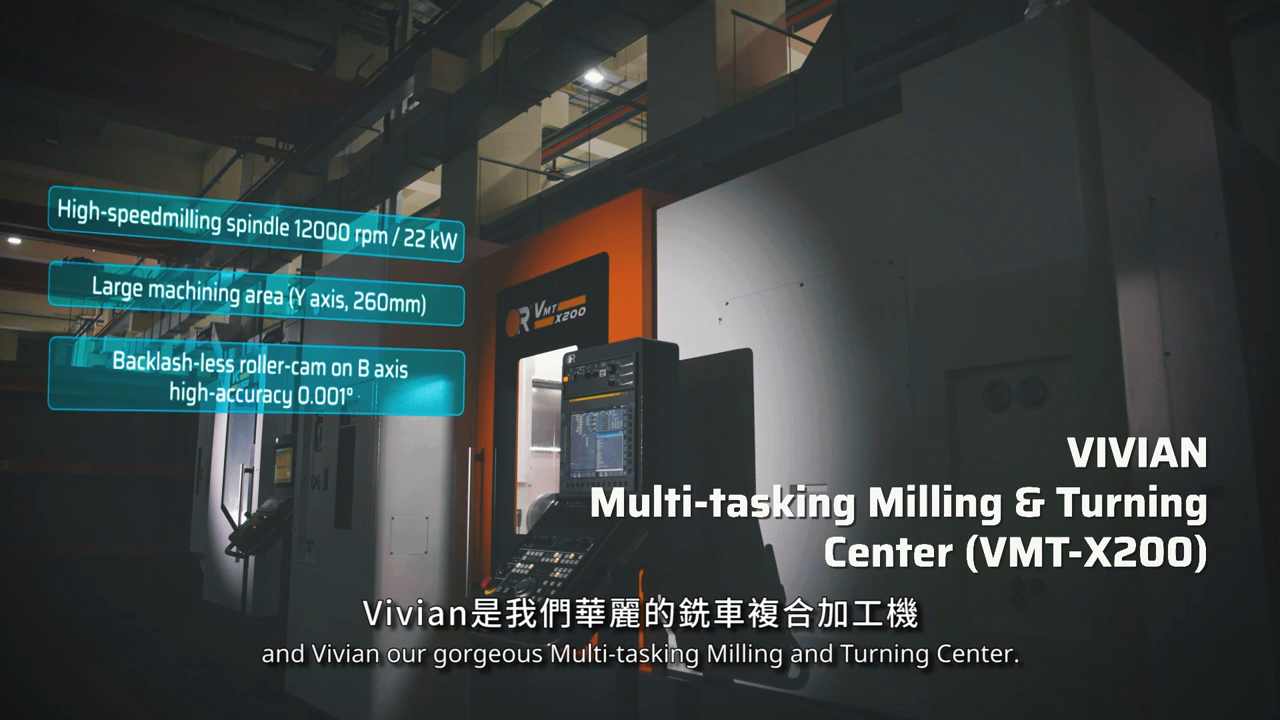 High-speedmilling spindle 12000 rpm / 22 kW
Large machining area (Y axis, 260mm)
Backlash-less roller-cam on B axis
high-accuracy 0.001°
VMT
X200
VIVIAN
Multi-tasking Milling & Turning
Center (VMT-X200)
Vivian是我們華麗的銑車複合加工機
and Vivian our gorgeous Multi-tasking Milling and Turning Center.